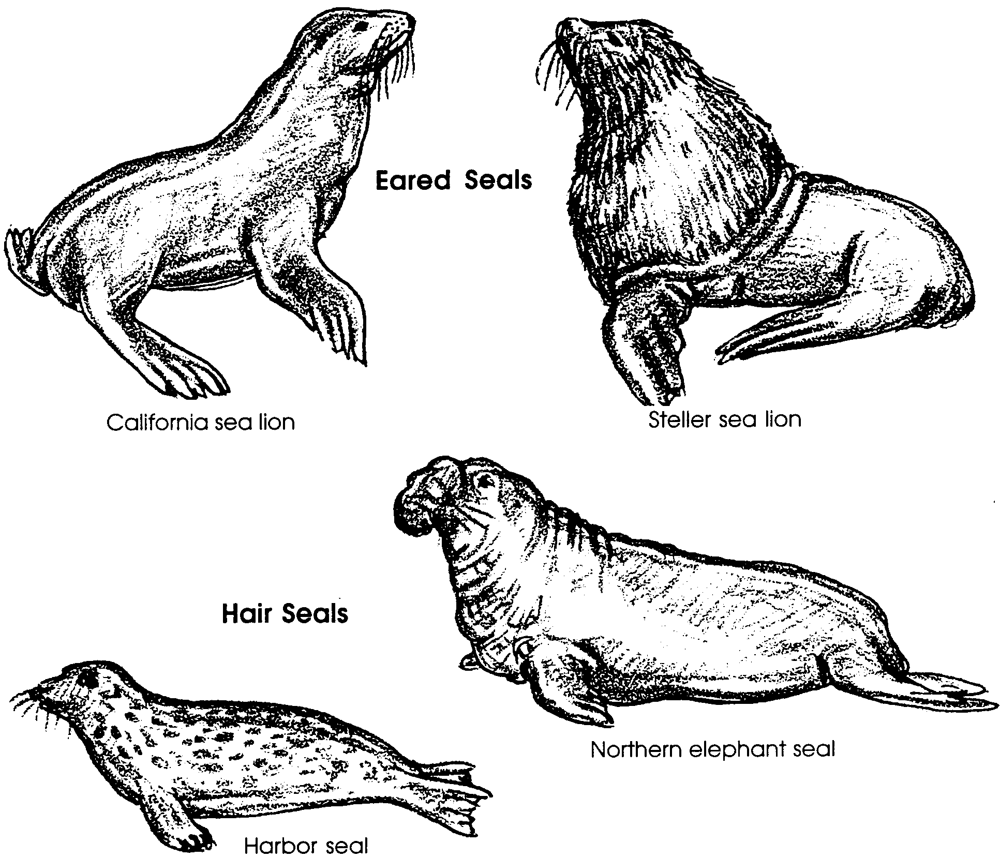 Eared Seals
California sea lion
Steller sea lion
Hair Seals
Northern elephant seal
Harbor seal